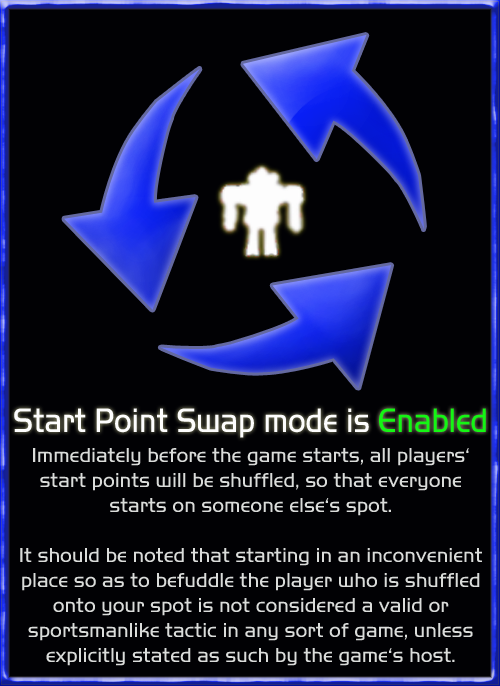 Start Point Swap mode is Enabled
Immediately before the game starts, all players'
start points will be shuffled, so that everyone
starts on someone else's spot.
It should be noted that starting in an inconvenient
place so as to befuddle the player who is shuffled
onto your spot is not considered a valid or
sportsmanlike tactic in any sort of game, unless
explicitly stated as such by the game's host.